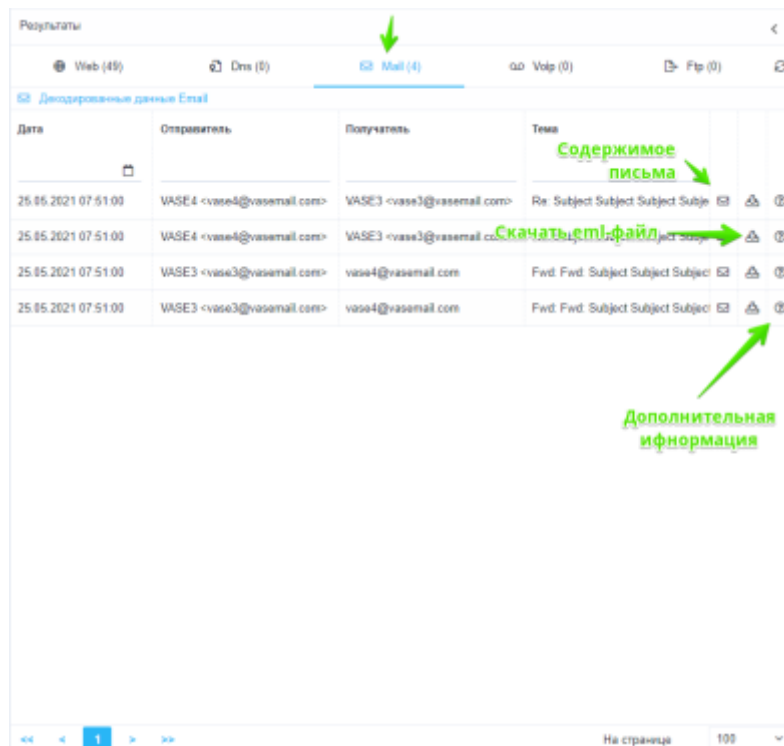 Результаты
Web (49) Dns (0) Mail (4) Voip (0) Ftp (0)
Декодированные данные Email
Дата Отправитель Получатель Тема
Содержимое
письма
25.05.2021 07:51:00 VASE4 <vase4@vasemail.com> VASE3 <vase3@vasemail.com> Re: Subject Subject Subject Subje
Скачать eml-файл
25.05.2021 07:51:00 VASE4 <vase4@vasemail.com> VASE3 <vase3@vasemail.co
25.05.2021 07:51:00 VASE3 <vase3@vasemail.com> vase4@vasemail.com Fwd: Fwd: Subject Subject Subject
25.05.2021 07:51:00 VASE3 <vase3@vasemail.com> vase4@vasemail.com Fwd: Fwd: Subject Subject Subject
Дополнительная
ифнормация
<< < 1 > >> На странице 100